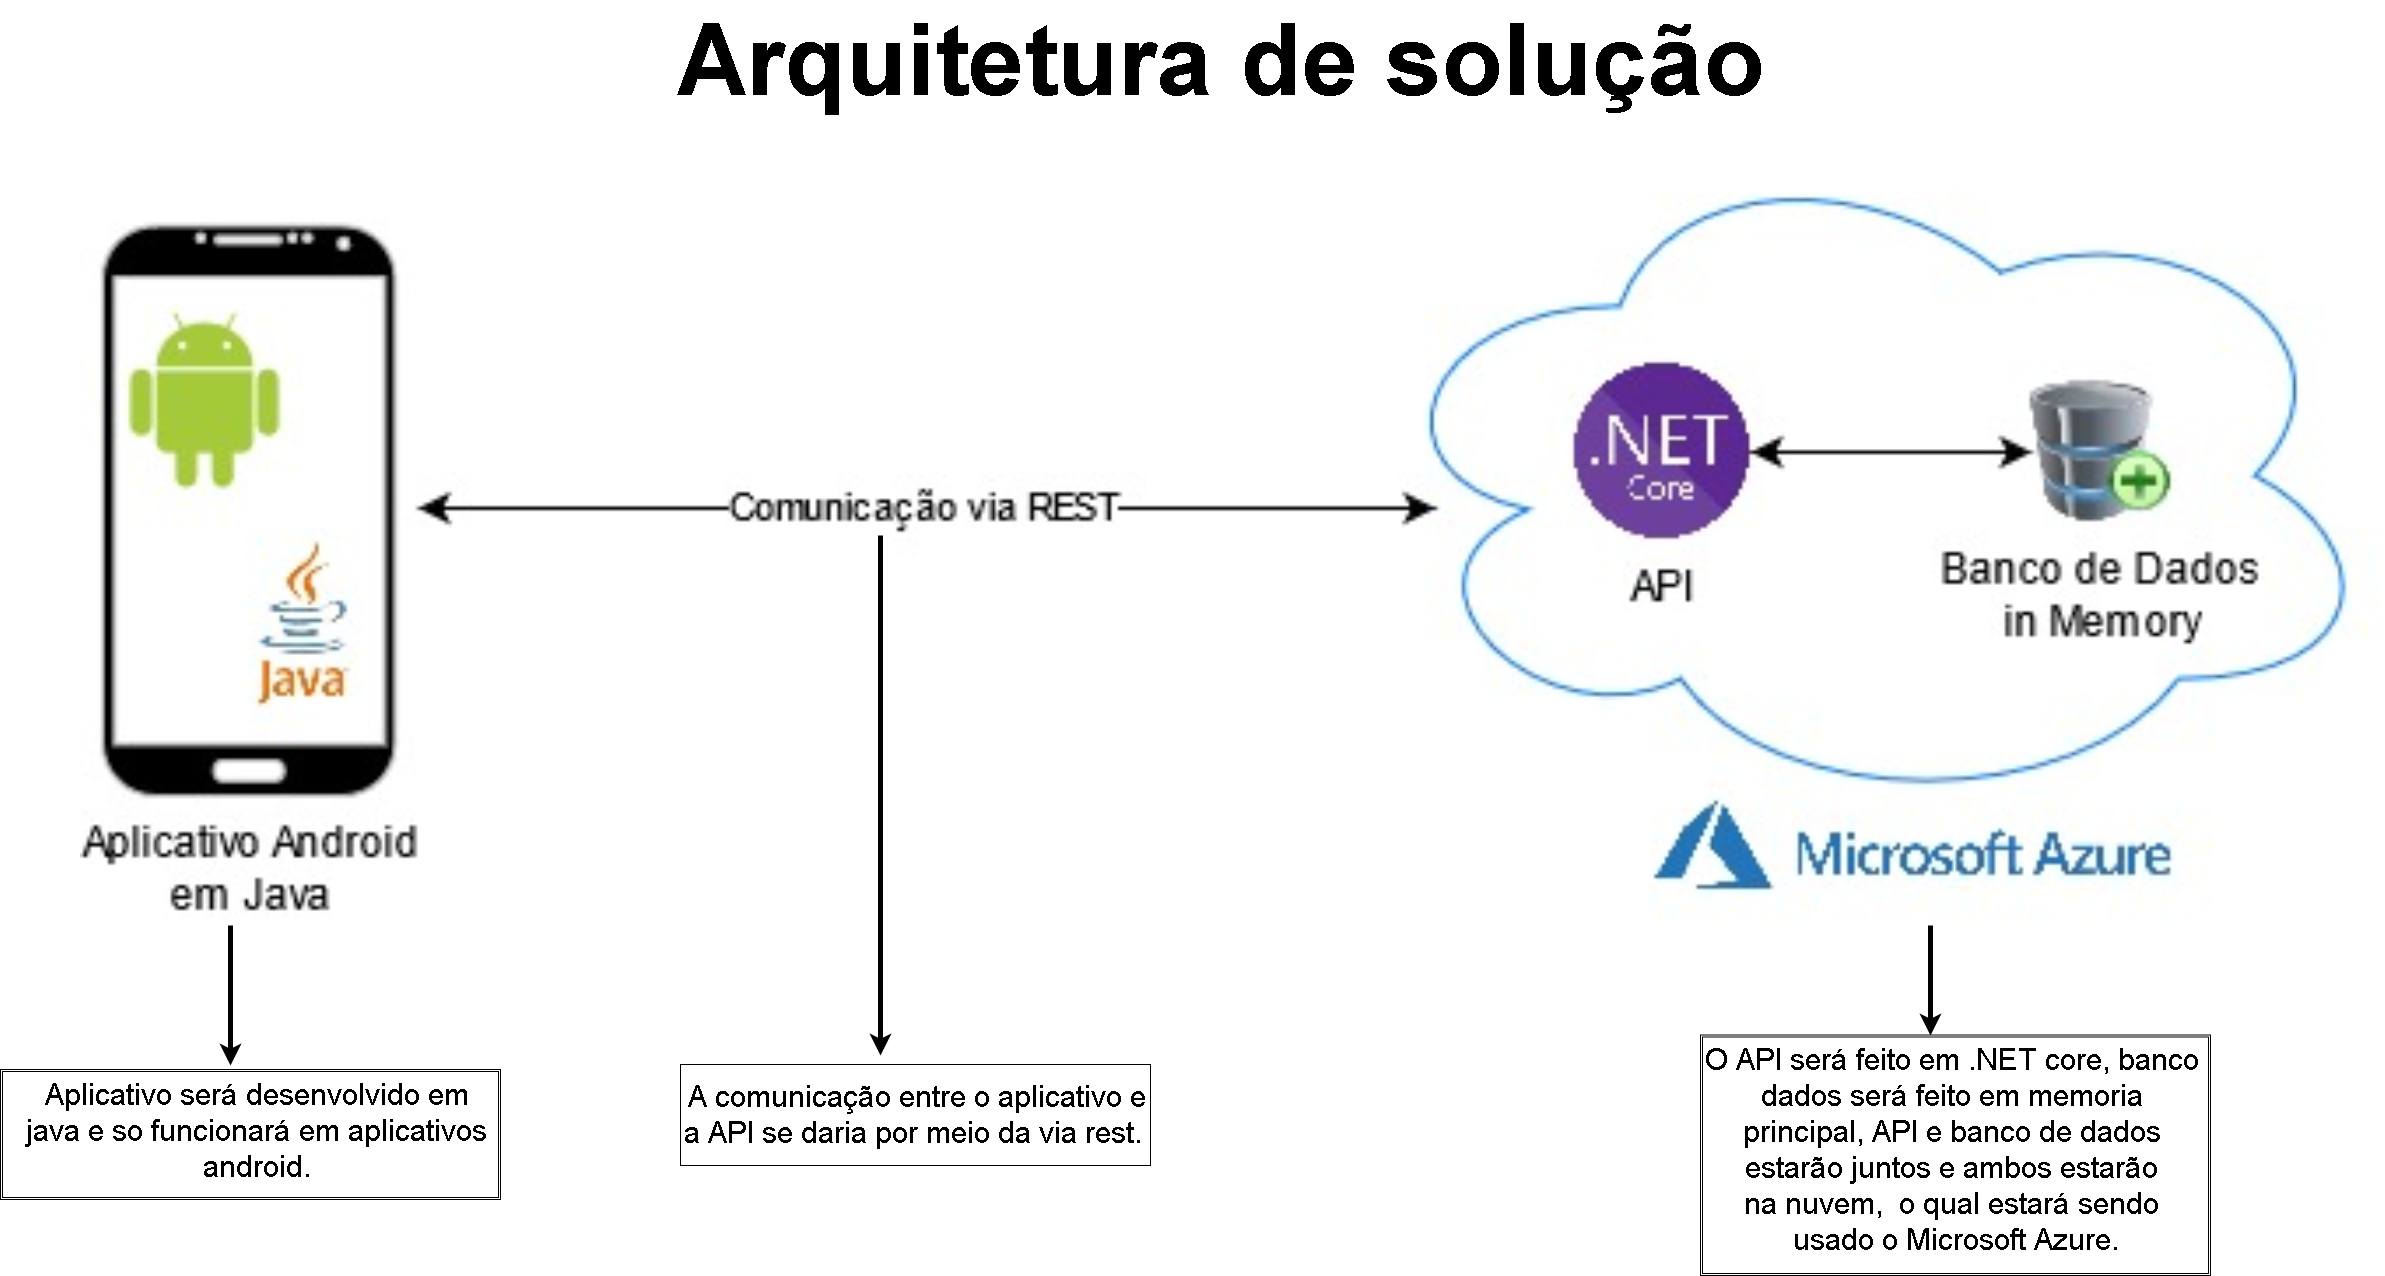 Arquitetura de solução
Java
Aplicativo Android
em Java
Comunicação via REST
.NET
Core
API
Banco de Dados
in Memory
Microsoft Azure
Aplicativo será desenvolvido em
java e so funcionará em aplicativos
android.
A comunicação entre o aplicativo e
a API se daria por meio da via rest.
O API será feito em .NET core, banco
dados será feito em memoria
principal, API e banco de dados
estarão juntos e ambos estarão
na nuvem,  o qual estará sendo
usado o Microsoft Azure.